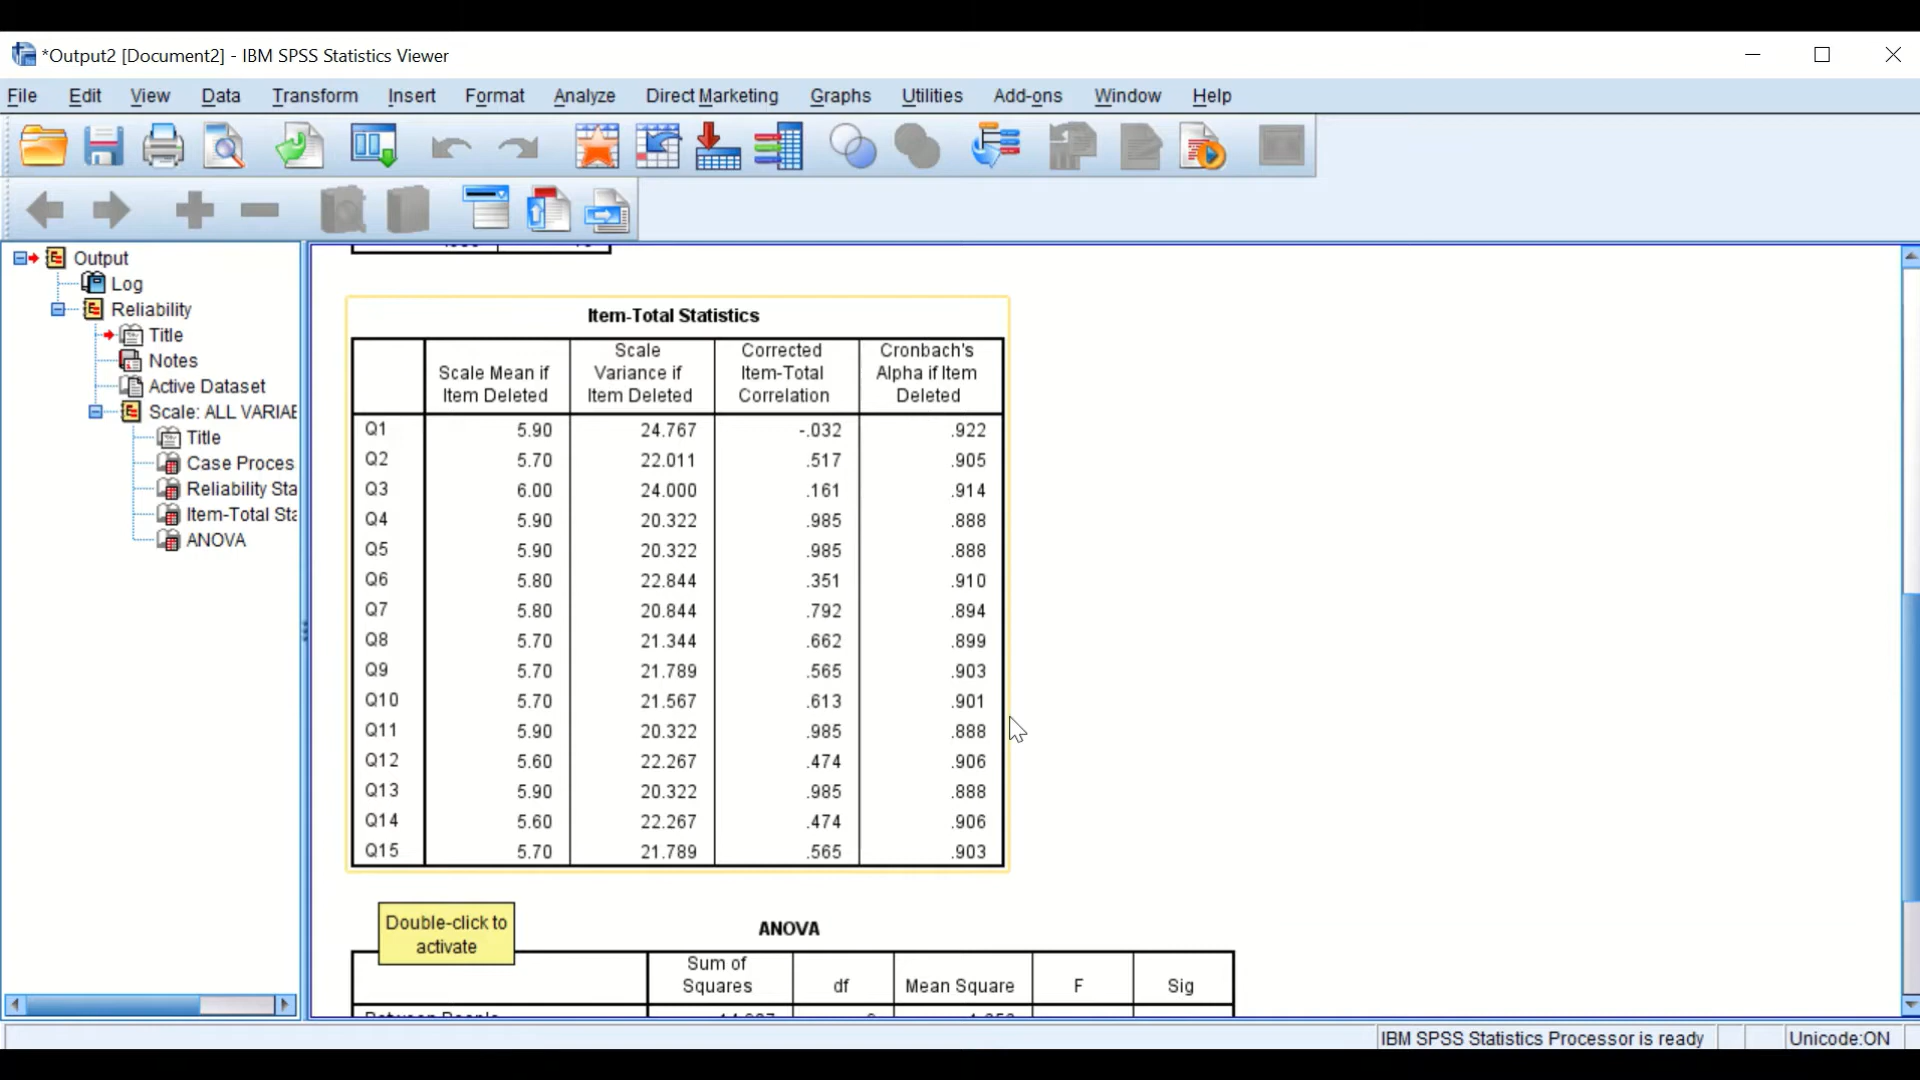 *Output2 [Document2] - IBM SPSS Statistics Viewer
File Edit View Data Transform Insert Format Analyze Direct Marketing Graphs Utilities Add-ons Window Help
Output
Log
Reliability
Title
Notes
Active Dataset
Scale: ALL VARIAE
Title
Case Proces
Reliability Sta
Item-Total Sta
ANOVA
Item-Total Statistics
Scale Mean if Item Deleted
Scale Variance if Item Deleted
Corrected Item-Total Correlation
Cronbach's Alpha if Item Deleted
Q1 5.90 24.767 -.032 .922
Q2 5.70 22.011 .517 .905
Q3 6.00 24.000 .161 .914
Q4 5.90 20.322 .985 .888
Q5 5.90 20.322 .985 .888
Q6 5.80 22.844 .351 .910
Q7 5.80 20.844 .792 .894
Q8 5.70 21.344 .662 .899
Q9 5.70 21.789 .565 .903
Q10 5.70 21.567 .613 .901
Q11 5.90 20.322 .985 .888
Q12 5.60 22.267 .474 .906
Q13 5.90 20.322 .985 .888
Q14 5.60 22.267 .474 .906
Q15 5.70 21.789 .565 .903
Double-click to
activate
ANOVA
Sum of Squares df Mean Square F Sig
Between People
IBM SPSS Statistics Processor is ready
Unicode:ON